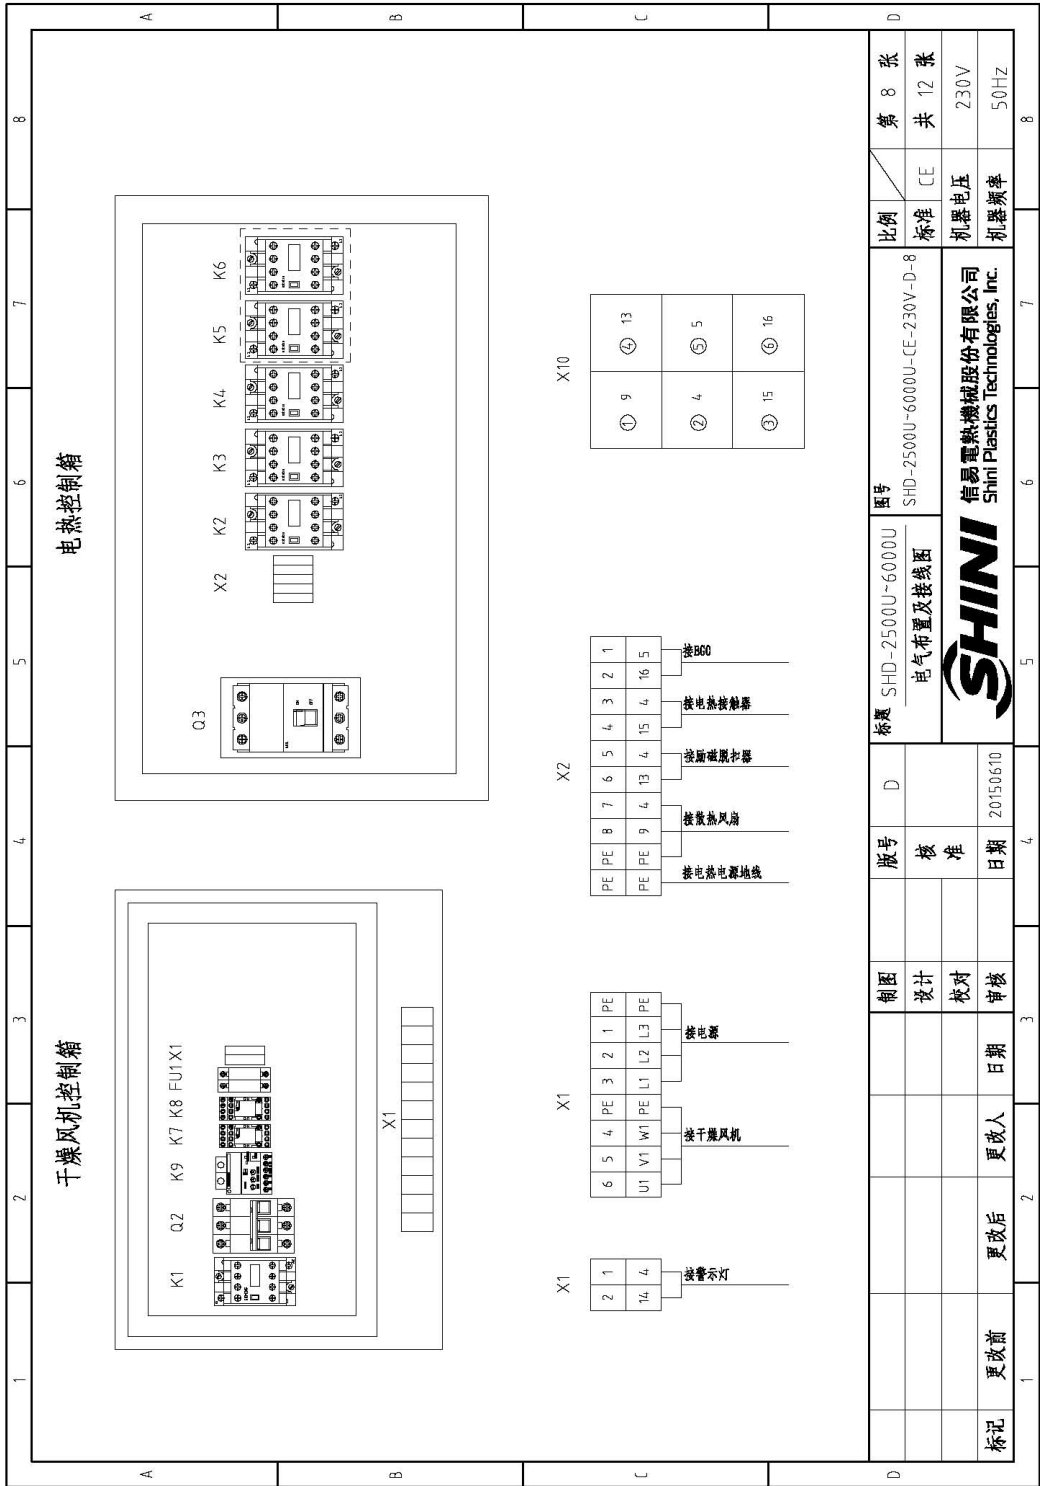 1 2 3 4 5 6 7 8
A
B
C
D
干燥风机控制箱
K1 Q2 K9 K7 K8 FU1 X1
X1
电热控制箱
Q3 X2 K2 K3 K4 K5 K6
X1
2 1
14 4
接警示灯
X1
6 5 4 PE 3 2 1 PE
U1 V1 W1 PE L1 L2 L3 PE
接干燥风机
接电源
X2
PE PE 8 7 6 5 4 3 2 1
PE PE 9 4 13 4 15 4 16 5
接电热电源地线
接散热风扇
接励磁脱扣器
接电热接触器
接BGO
X10
① 9 ④ 13
② 4 ⑤ 5
③ 15 ⑥ 16
标记 更改前 更改后 更改人 日期
制图
设计
校对
审核
版号 D
核准
日期 20150610
标题 SHD-2500U~6000U
电气布置及接线图
图号
SHD-2500U~6000U-CE-230V-D-8
SHINI
信易電熱機械股份有限公司
Shini Plastics Technologies, Inc.
比例 第 8 张
标准 CE 共 12 张
机器电压 230V
机器频率 50HZ
A
B
C
D
1 2 3 4 5 6 7 8